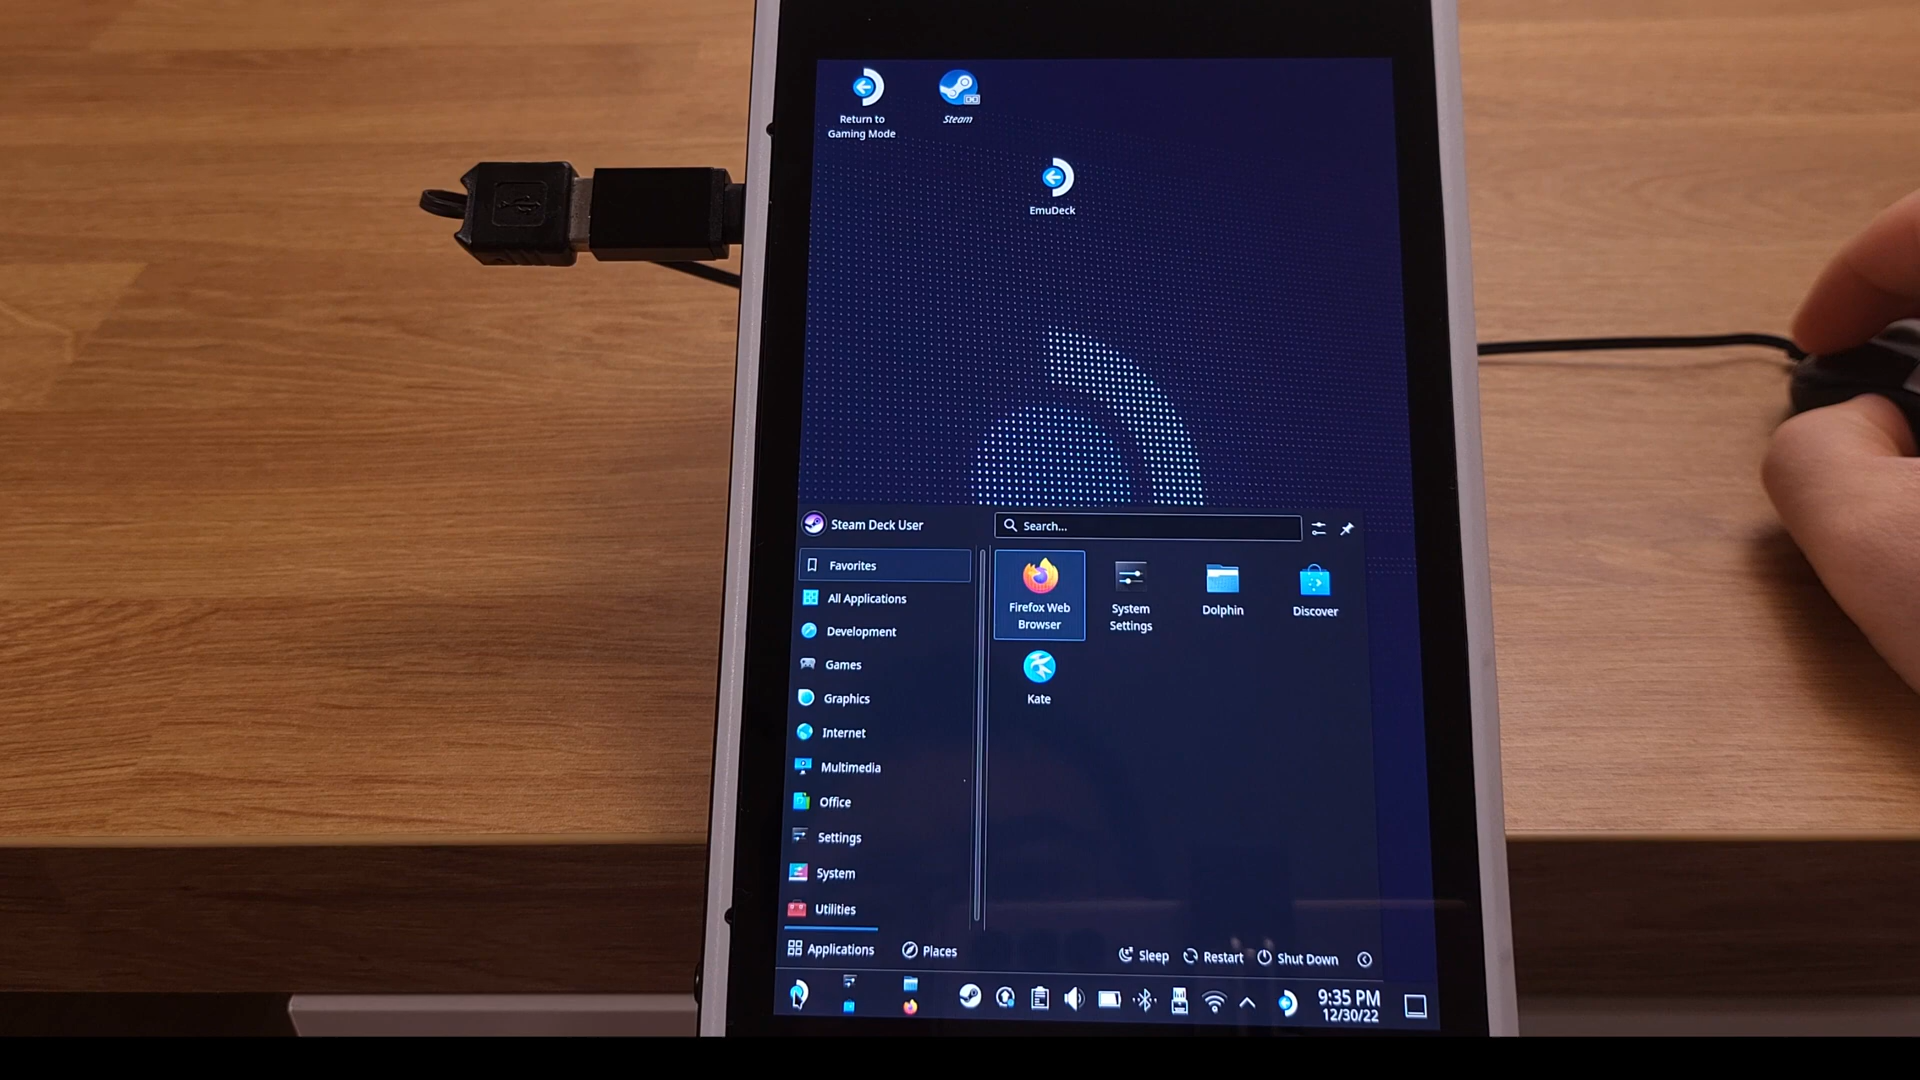 Return to
Gaming Mode
Steam
EmuDeck
Steam Deck User
Search...
Favorites
All Applications
Development
Games
Graphics
Internet
Multimedia
Office
Settings
System
Utilities
Firefox Web
Browser
System
Settings
Dolphin
Discover
Kate
Applications
Places
Sleep
Restart
Shut Down
9:35 PM
12/30/22